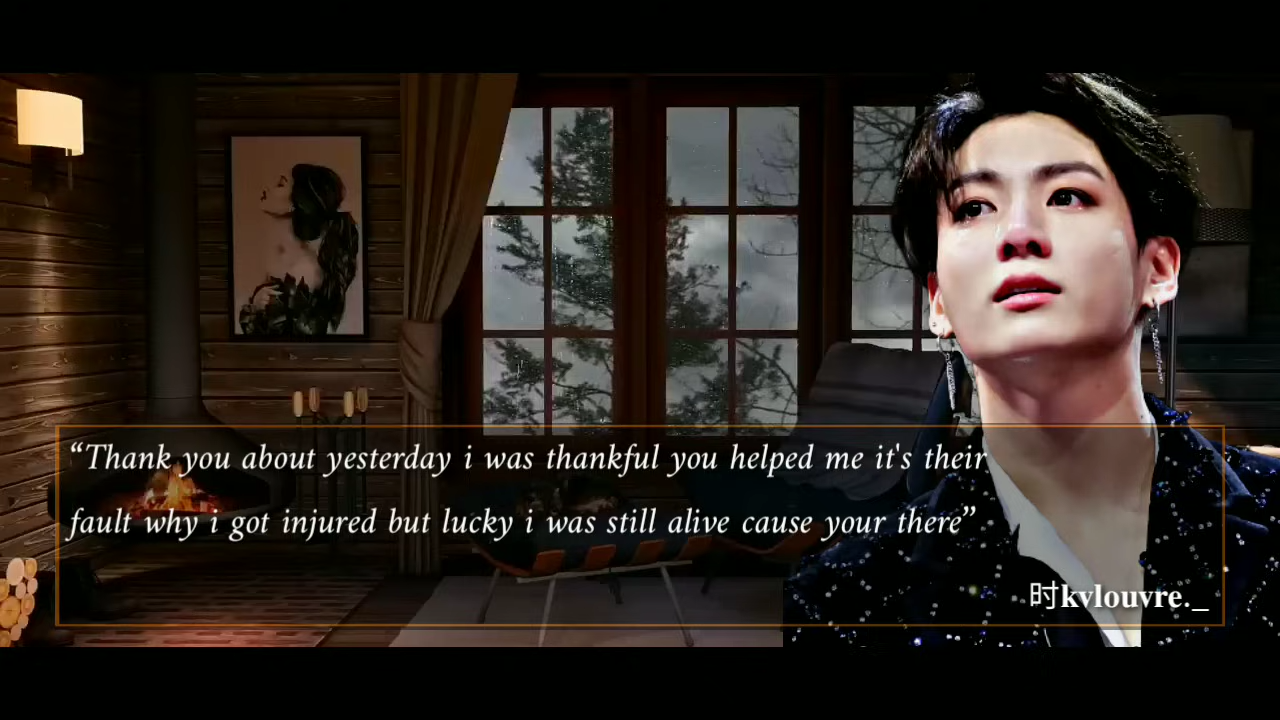 “Thank you about yesterday i was thankful you helped me it's their
fault why i got injured but lucky i was still alive cause your there”
时kvlouvre._